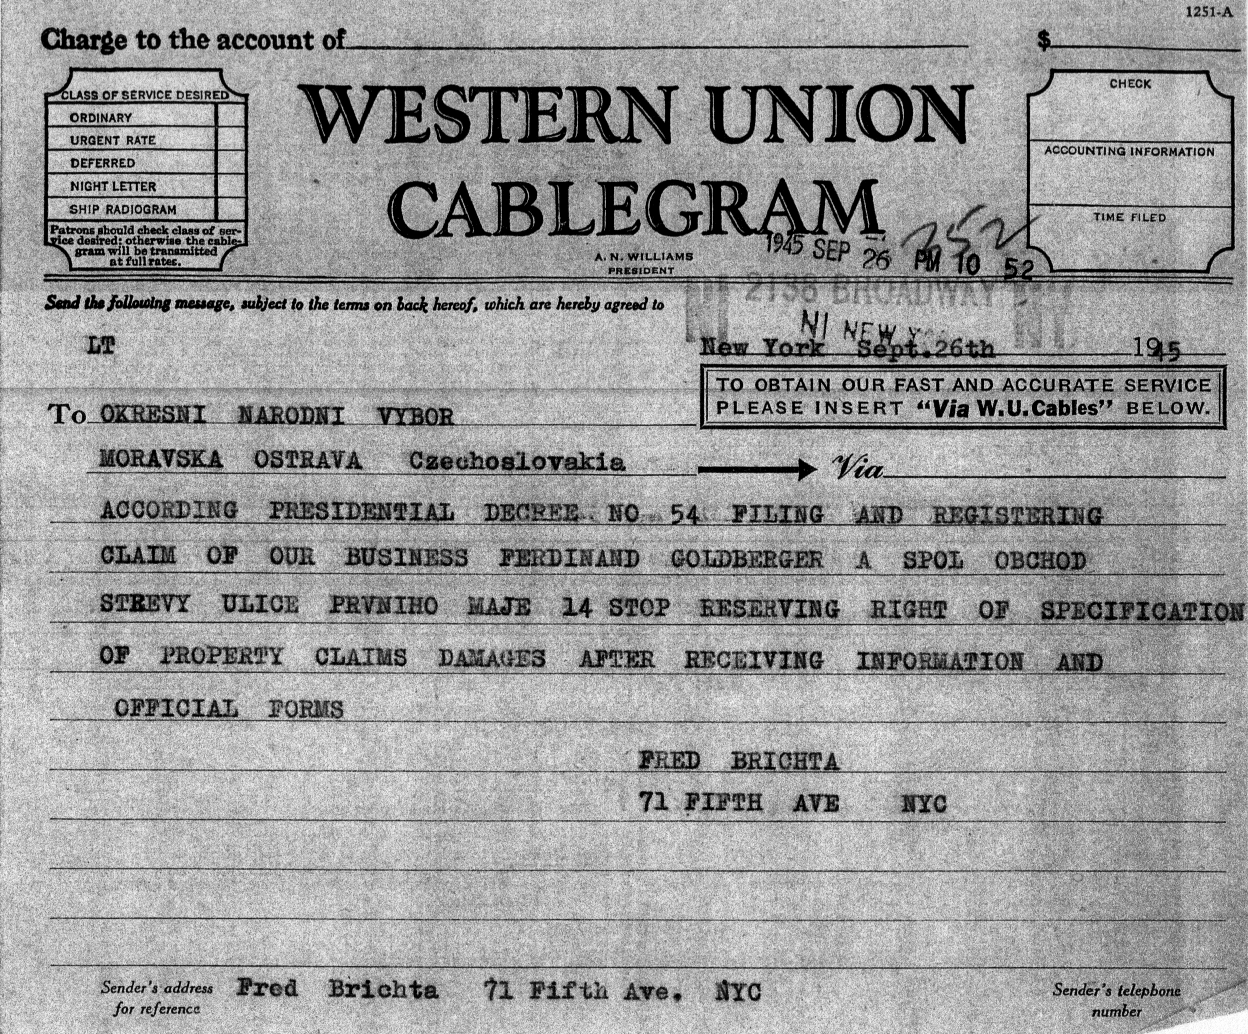 1251-A
Charge to the account of $
CLASS OF SERVICE DESIRED
ORDINARY
URGENT RATE
DEFERRED
NIGHT LETTER
SHIP RADIOGRAM
Patrons should check class of ser-
vice desired; otherwise the cable-
gram will be transmitted
at full rates.
WESTERN UNION
CABLEGRAM
A. N. WILLIAMS
PRESIDENT
CHECK
ACCOUNTING INFORMATION
TIME FILED
352
1945 SEP 26 PM 10 52
2138 BROADWAY
NI NEW
NI NY
Send the following message, subject to the terms on back hereof, which are hereby agreed to
LT
New York Sept.26th 1945
TO OBTAIN OUR FAST AND ACCURATE SERVICE
PLEASE INSERT "Via W.U.Cables" BELOW.
To OKRESNI NARODNI VYBOR
MORAVSKA OSTRAVA Czechoslovakia Via
ACCORDING PRESIDENTIAL DECREE NO 54 FILING AND REGISTERING
CLAIM OF OUR BUSINESS FERDINAND GOLDBERGER A SPOL OBCHOD
STREVY ULICE PRVNIHO MAJE 14 STOP RESERVING RIGHT OF SPECIFICATION
OF PROPERTY CLAIMS DAMAGES AFTER RECEIVING INFORMATION AND
OFFICIAL FORMS
FRED BRICHTA
71 FIFTH AVE NYC
Sender's address Fred Brichta 71 Fifth Ave. NYC
for reference
Sender's telephone
number